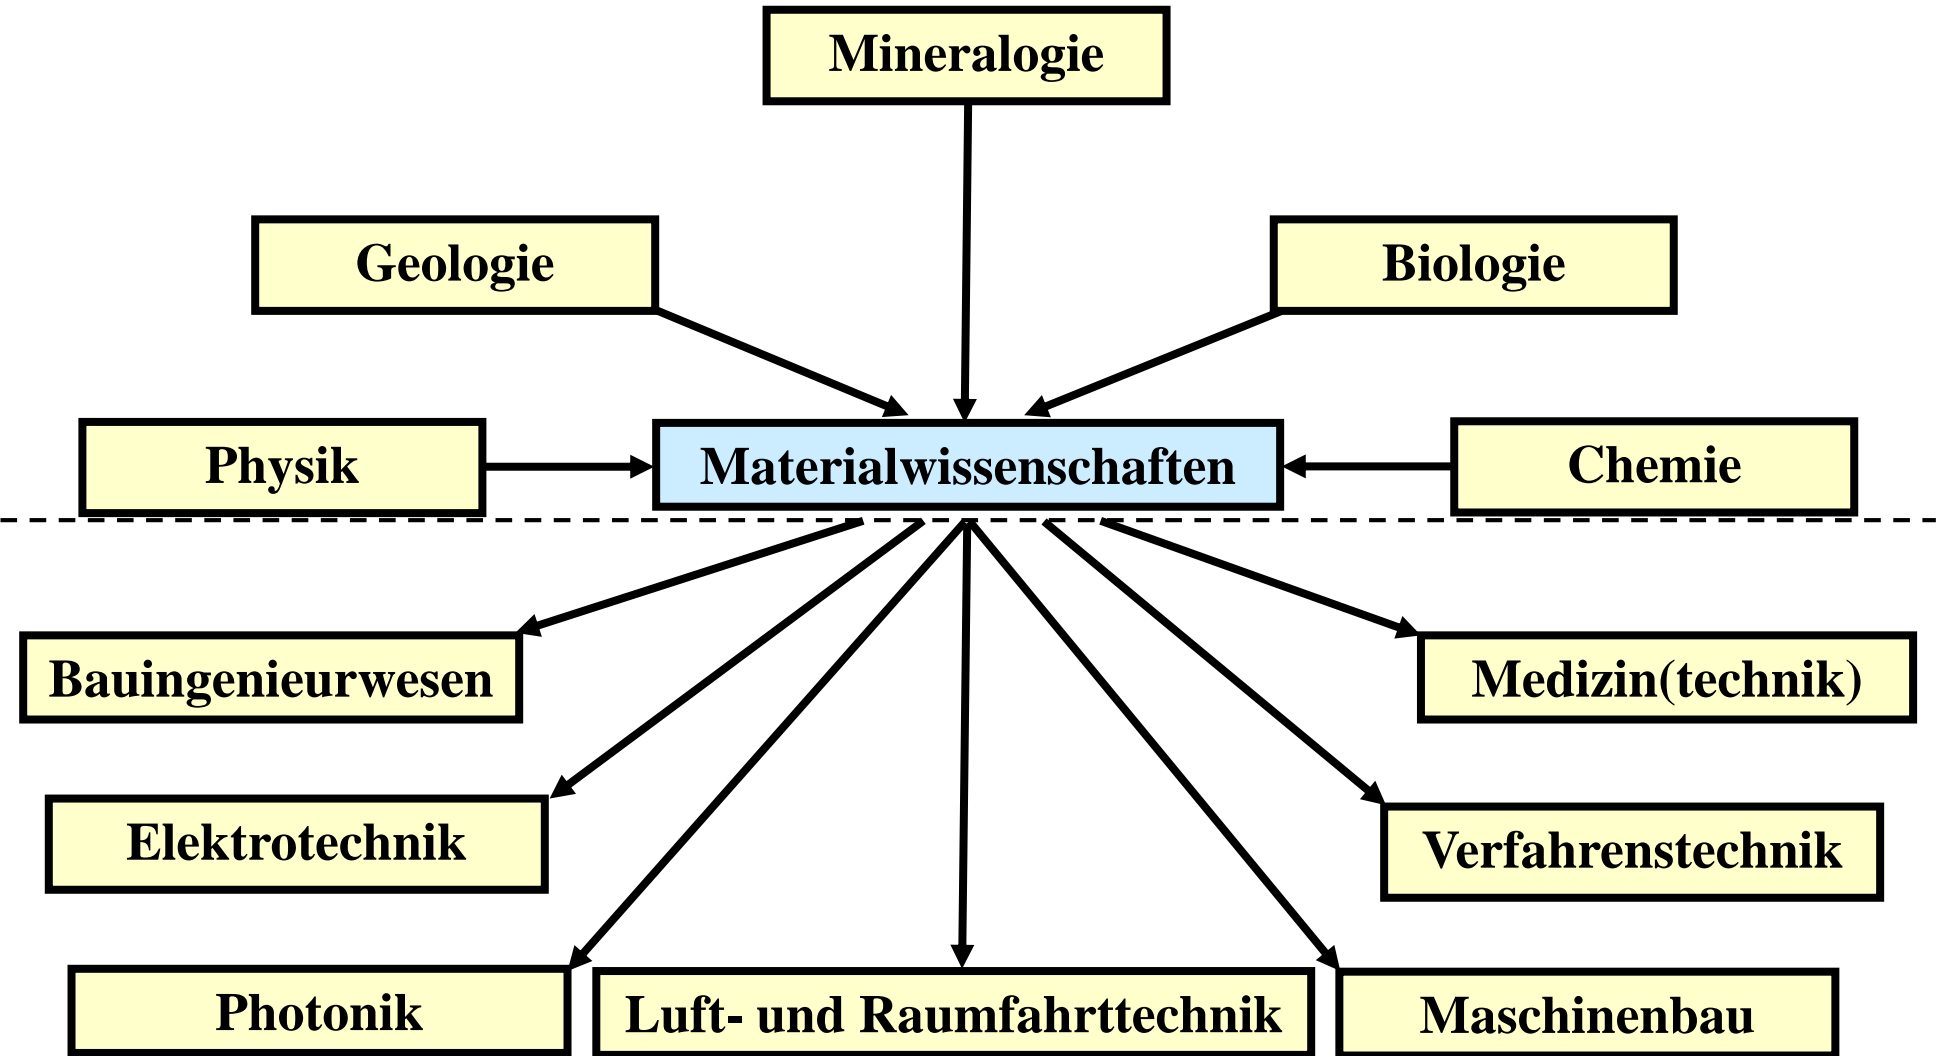 Mineralogie
Geologie
Biologie
Physik
Materialwissenschaften
Chemie
Bauingenieurwesen
Medizin(technik)
Elektrotechnik
Verfahrenstechnik
Photonik
Luft- und Raumfahrttechnik
Maschinenbau